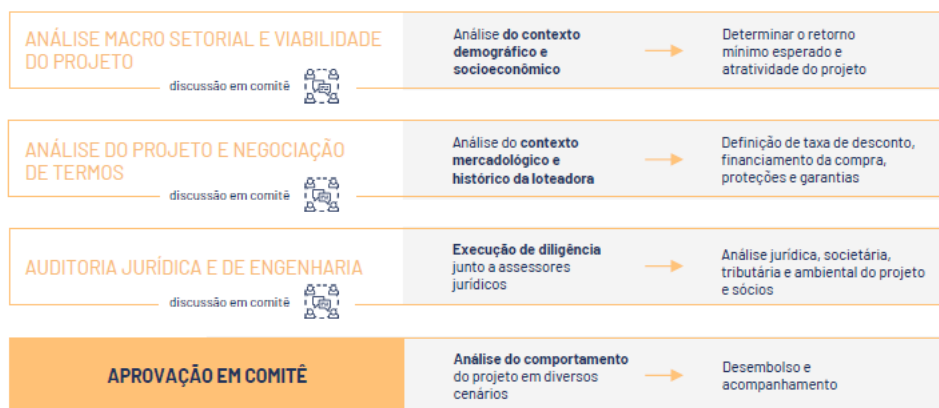 ANÁLISE MACRO SETORIAL E VIABILIDADE
DO PROJETO
discussão em comitê
Análise do contexto
demográfico e
socioeconômico
Determinar o retorno
mínimo esperado e
atratividade do projeto
ANÁLISE DO PROJETO E NEGOCIAÇÃO
DE TERMOS
discussão em comitê
Análise do contexto
mercadológico e
histórico da loteadora
Definição de taxa de desconto,
financiamento da compra,
proteções e garantias
AUDITORIA JURÍDICA E DE ENGENHARIA
discussão em comitê
Execução de diligência
junto a assessores
jurídicos
Análise jurídica, societária,
tributária e ambiental do projeto
e sócios
APROVAÇÃO EM COMITÊ
Análise do comportamento
do projeto em diversos
cenários
Desembolso e
acompanhamento